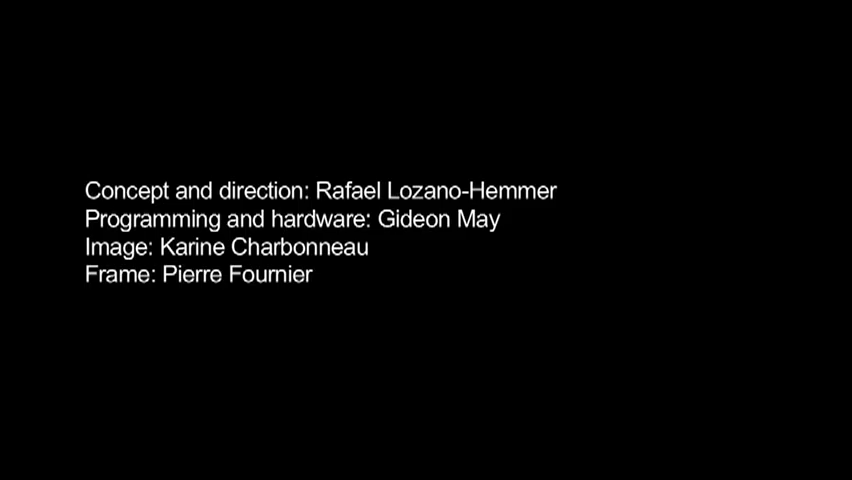 Concept and direction: Rafael Lozano-Hemmer
Programming and hardware: Gideon May
Image: Karine Charbonneau
Frame: Pierre Fournier